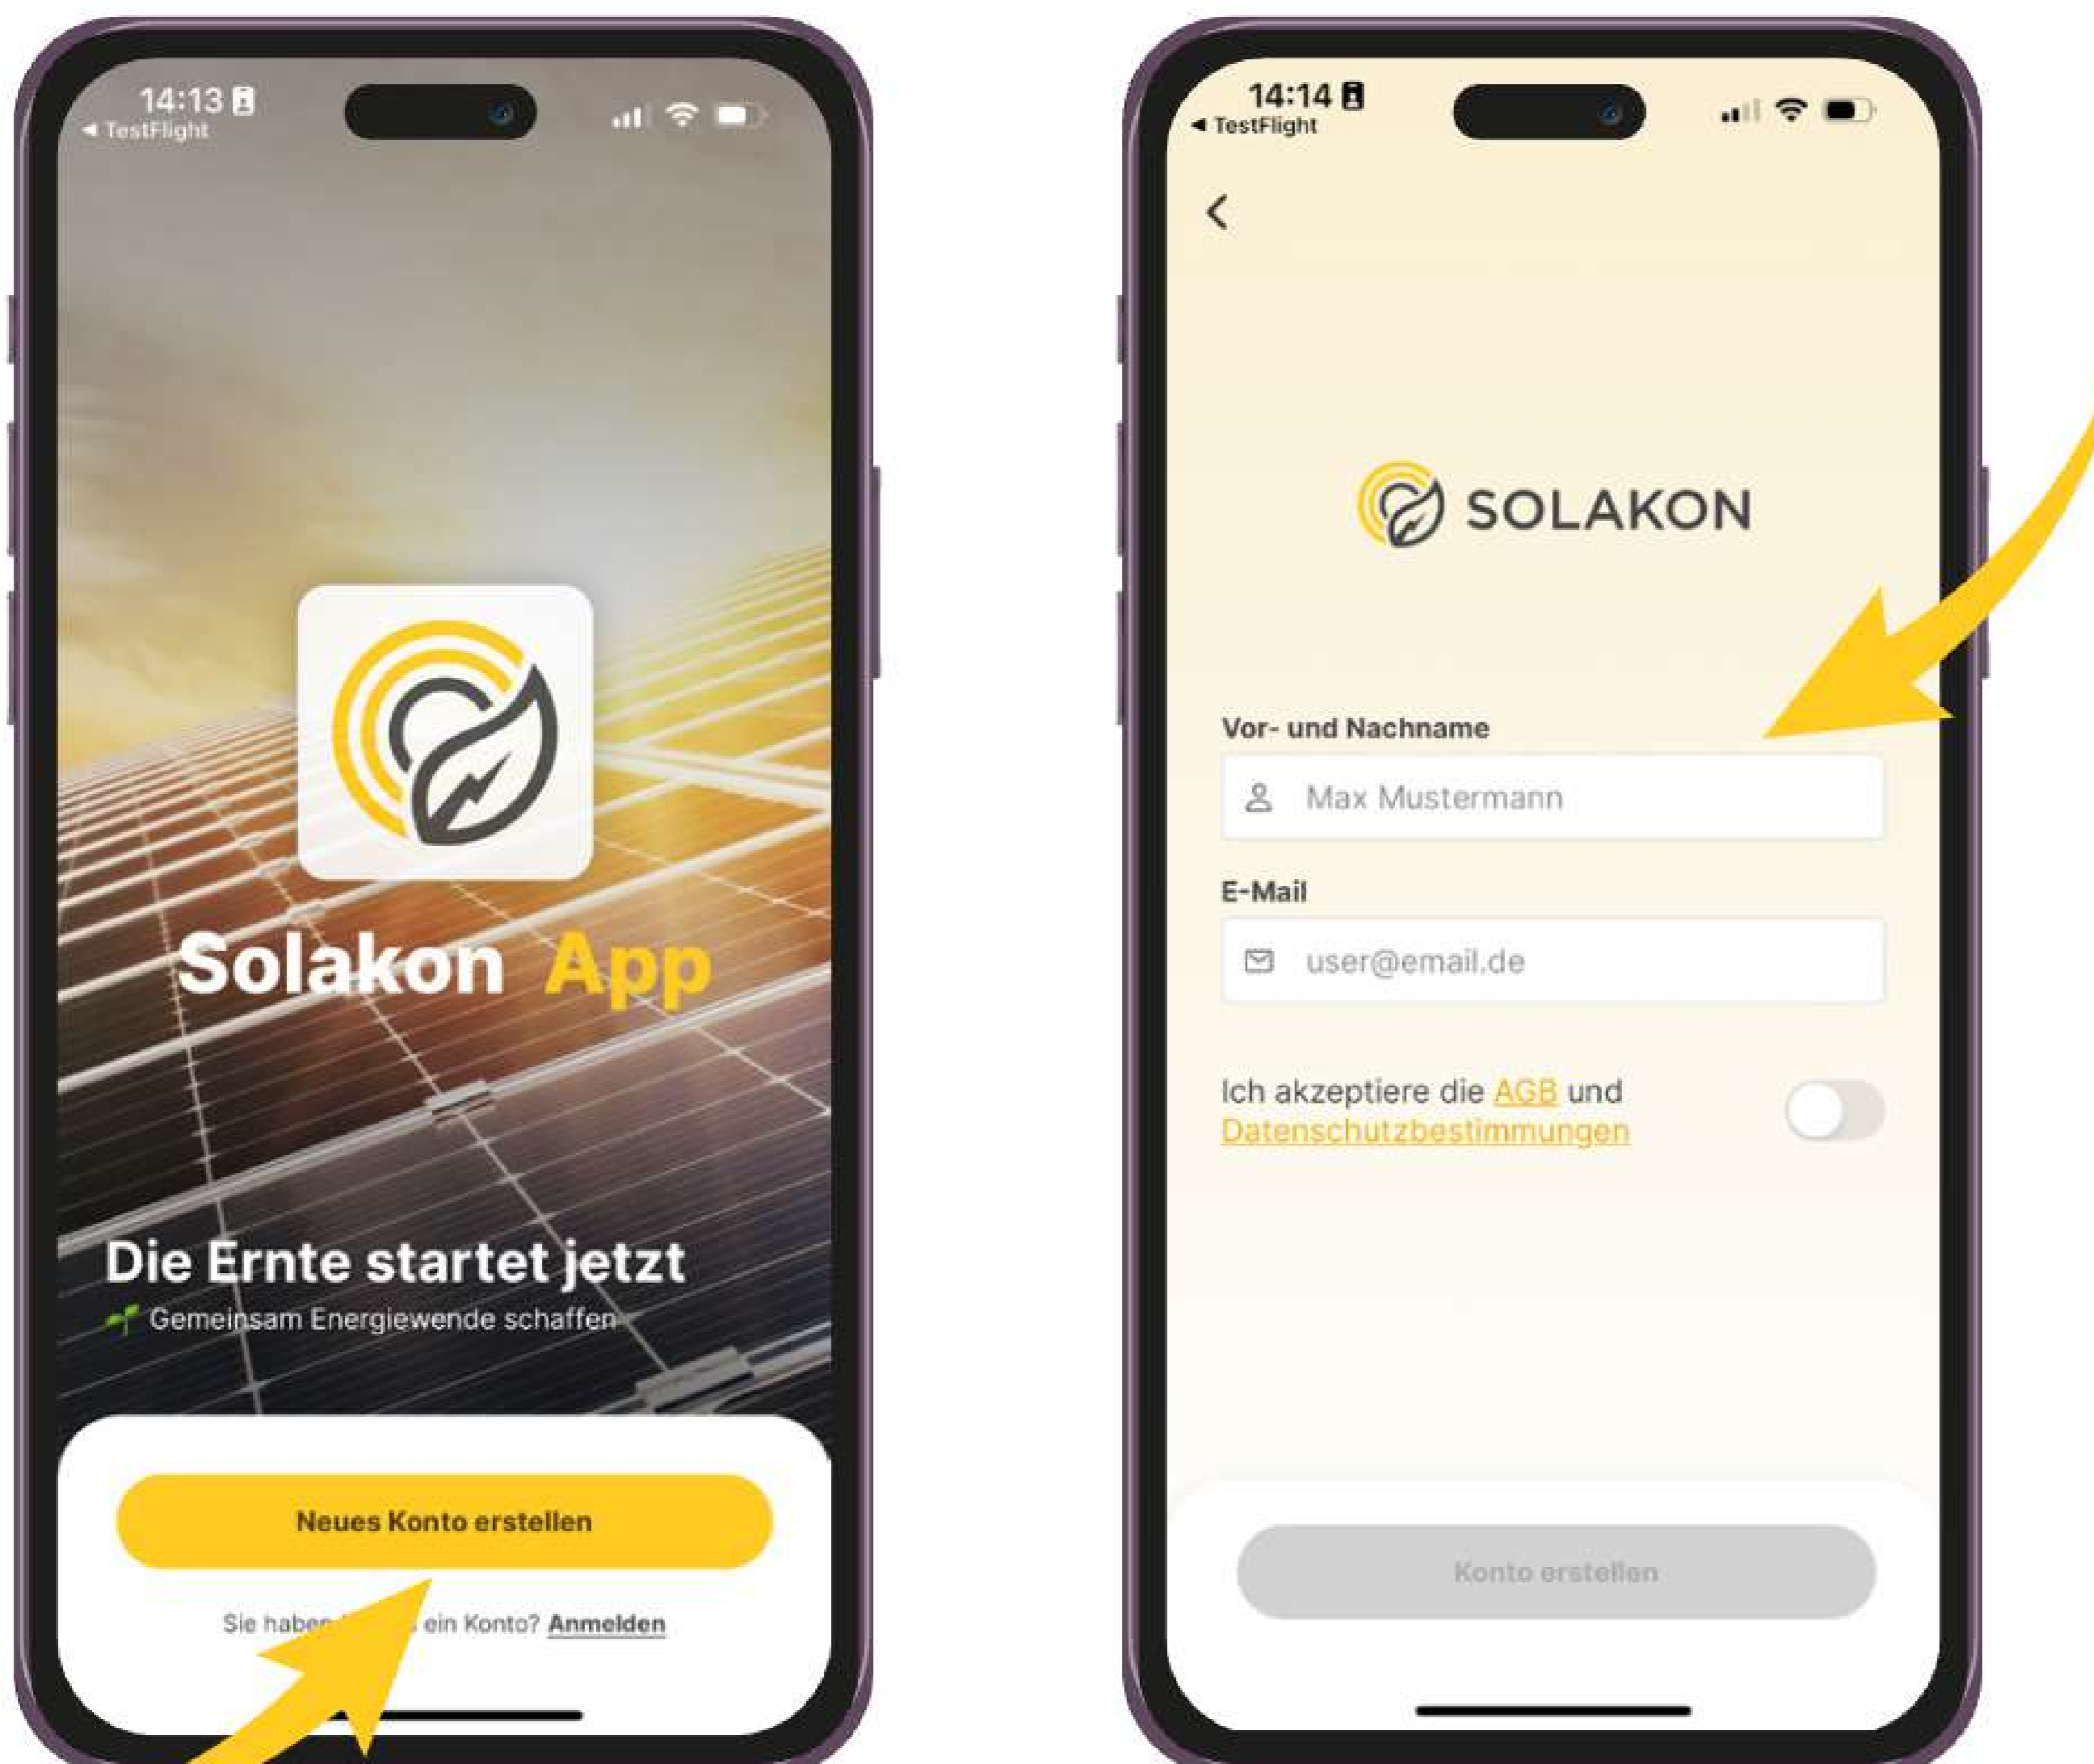 14:13
◀ TestFlight
Solakon App
Die Ernte startet jetzt
Gemeinsam Energiewende schaffen
Neues Konto erstellen
Sie haben ein Konto? Anmelden
14:14
◀ TestFlight
SOLAKON
Vor- und Nachname
Max Mustermann
E-Mail
user@email.de
Ich akzeptiere die AGB und
Datenschutzbestimmungen
Konto erstellen